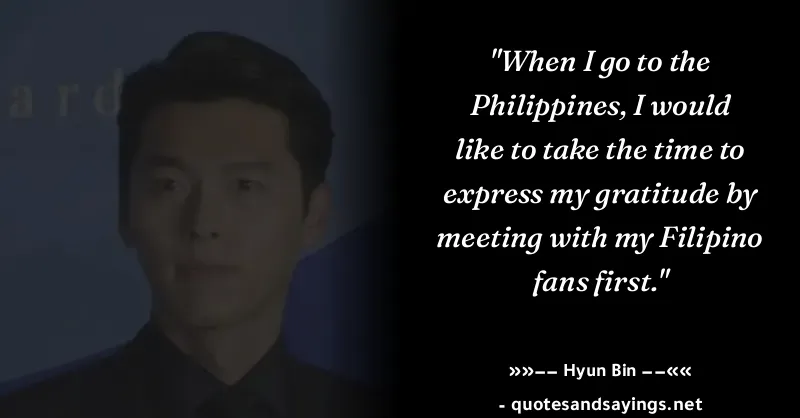 ard
"When I go to the
Philippines, I would
like to take the time to
express my gratitude by
meeting with my Filipino
fans first."
»»−− Hyun Bin −−««
- quotesandsayings.net